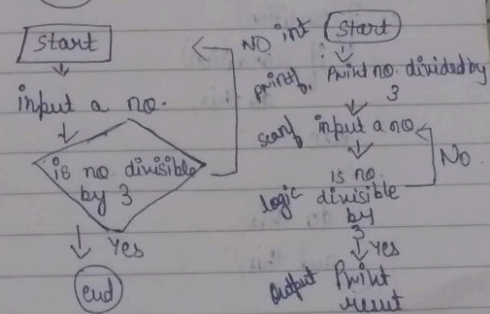 Start
input a no.
is no divisible
by 3
Yes
end
NO
int
Start
printf
Print no. divided by
3
scanf
input a no
No
logic
is no.
divisible
by
3
Yes
output
Print